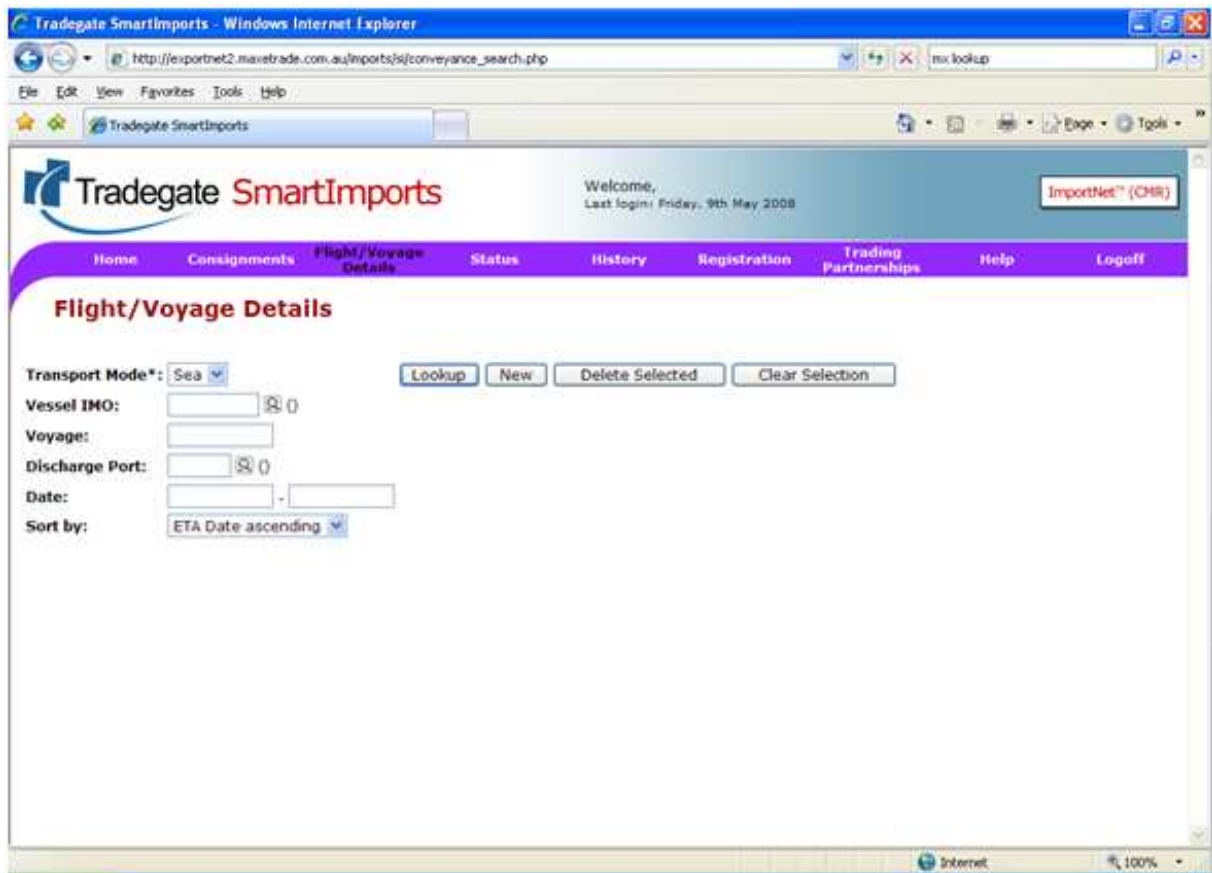 Tradegate SmartImports - Windows Internet Explorer
http://exportnet2.maxetrade.com.au/imports/si/conveyance_search.php
mx lookup
File Edit View Favorites Tools Help
Tradegate SmartImports
Page Tools
Tradegate SmartImports
Welcome,
Last login: Friday, 9th May 2008
ImportNet™ (CMR)
Home Consignments Flight/Voyage Details Status History Registration Trading Partnerships Help Logoff
Flight/Voyage Details
Transport Mode*: Sea Lookup New Delete Selected Clear Selection
Vessel IMO: ()
Voyage:
Discharge Port: ()
Date: -
Sort by: ETA Date ascending
Internet 100%